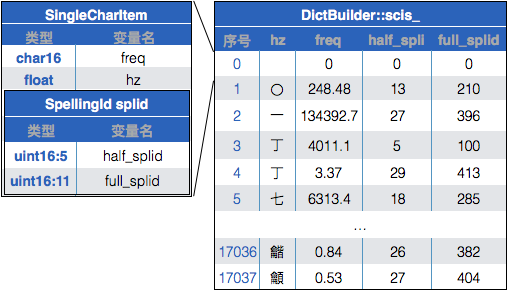 SingleCharItem
类型 变量名
char16 freq
float hz
SpellingId splid
类型 变量名
uint16:5 half_splid
uint16:11 full_splid
DictBuilder::scis_
序号 hz freq half_spli full_splid
0 0 0 0
1 〇 248.48 13 210
2 一 134392.7 27 396
3 丁 4011.1 5 100
4 丁 3.37 29 413
5 七 6313.4 18 285
...
17036 龤 0.84 26 382
17037 龥 0.53 27 404